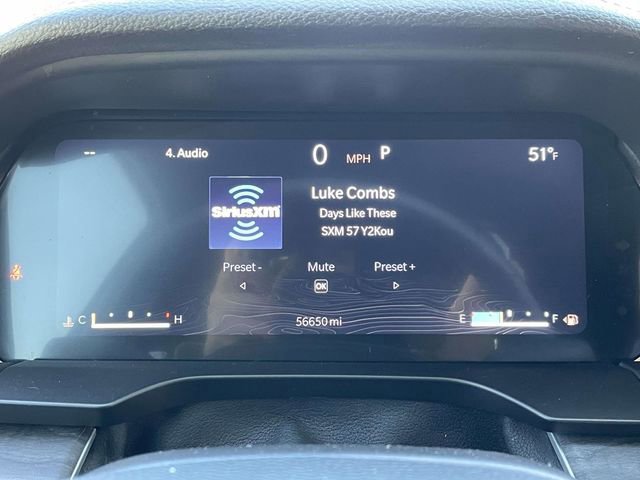 --
4. Audio
0 MPH P
51°F
SiriusXM
Luke Combs
Days Like These
SXM 57 Y2Kou
Preset - Mute Preset +
OK
C H
56650 mi
E F